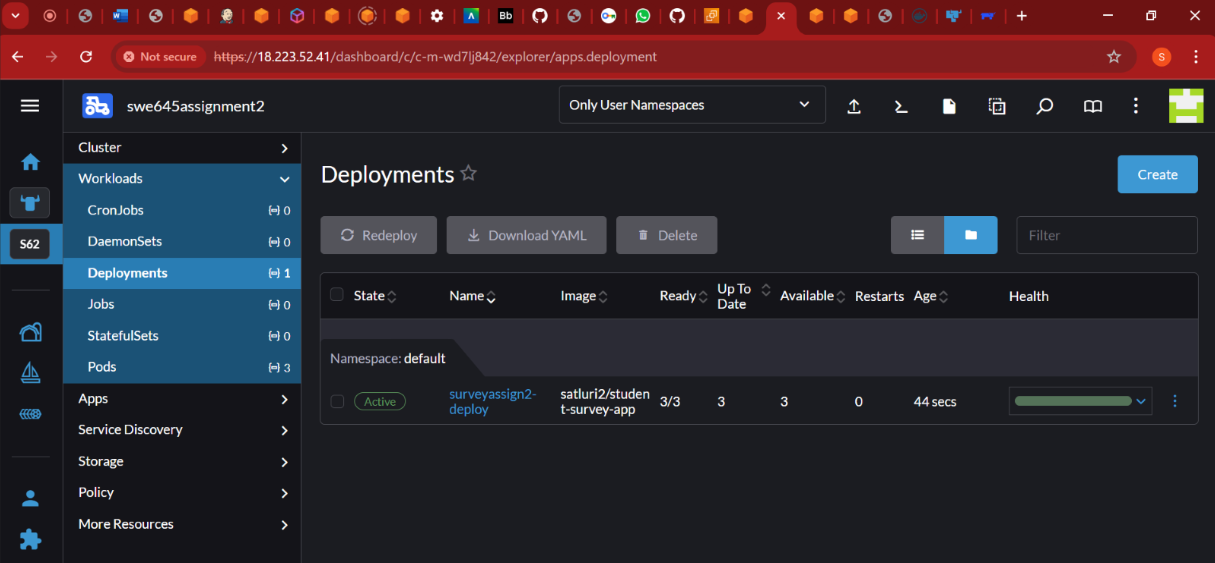 Bb
S
Not secure
https://18.223.52.41/dashboard/c/c-m-wd7lj842/explorer/apps.deployment
swe645assignment2
Only User Namespaces
S62
Cluster
Workloads
CronJobs 0
DaemonSets 0
Deployments 1
Jobs 0
StatefulSets 0
Pods 3
Apps
Service Discovery
Storage
Policy
More Resources
Deployments
Create
Redeploy
Download YAML
Delete
Filter
State Name Image Ready Up To Available Restarts Age Health
Date
Namespace: default
Active surveyassign2- satluri2/studen 3/3 3 3 0 44 secs
deploy t-survey-app